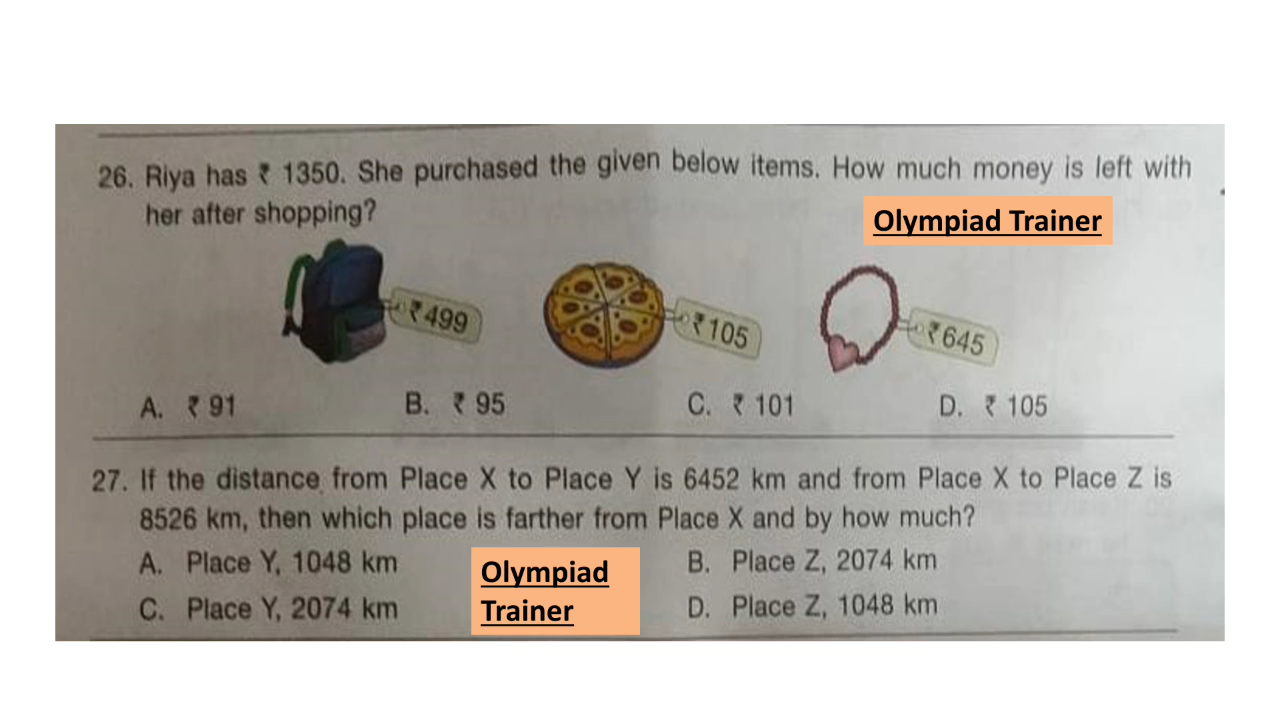 26. Riya has ₹ 1350. She purchased the given below items. How much money is left with
her after shopping?
Olympiad Trainer
₹499
₹105
₹645
A. ₹ 91 B. ₹ 95 C. ₹ 101 D. ₹ 105
27. If the distance from Place X to Place Y is 6452 km and from Place X to Place Z is
8526 km, then which place is farther from Place X and by how much?
A. Place Y, 1048 km B. Place Z, 2074 km
Olympiad
Trainer
C. Place Y, 2074 km D. Place Z, 1048 km